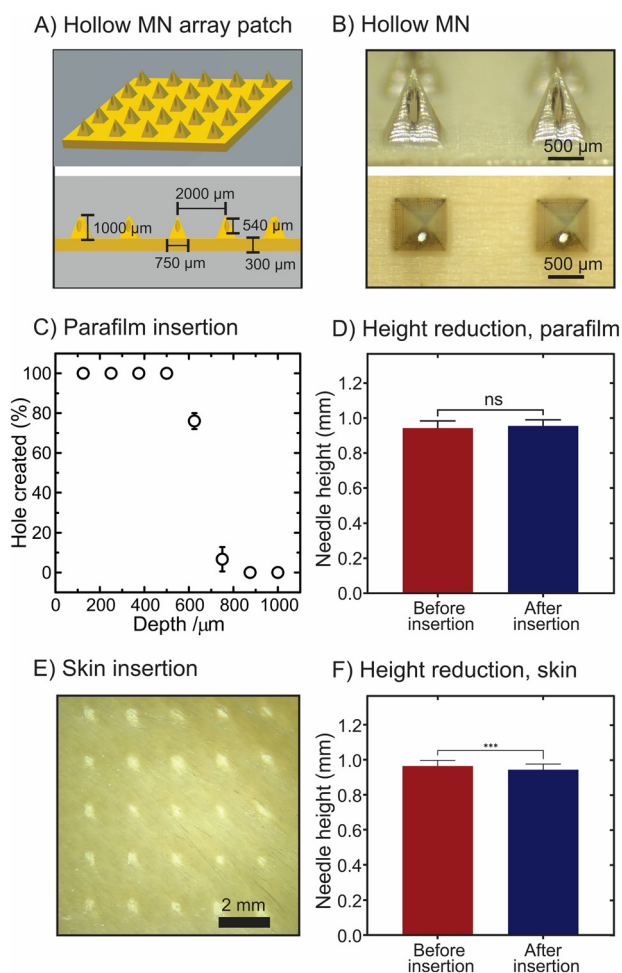 A) Hollow MN array patch
2000 µm
1000 µm
540 µm
750 µm
300 µm
B) Hollow MN
500 µm
500 µm
C) Parafilm insertion
Hole created (%)
100
80
60
40
20
0
0 200 400 600 800 1000
Depth /µm
D) Height reduction, parafilm
Needle height (mm)
1.2
1.0
0.8
0.6
0.4
0.2
0.0
ns
Before
insertion
After
insertion
E) Skin insertion
2 mm
F) Height reduction, skin
Needle height (mm)
1.2
1.0
0.8
0.6
0.4
0.2
0.0
***
Before
insertion
After
insertion